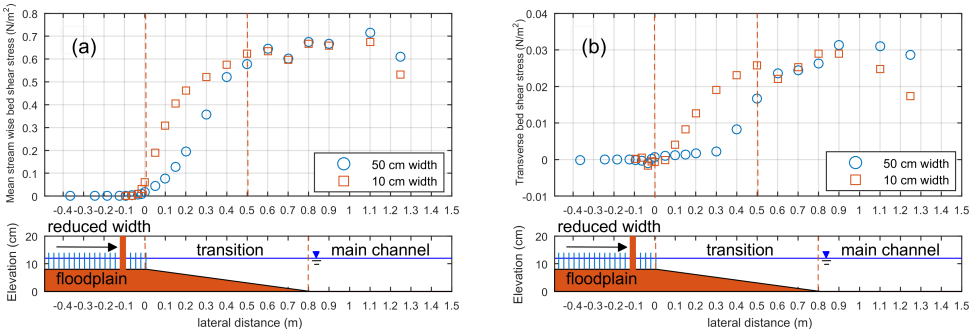 Mean stream wise bed shear stress (N/m²)
0.8
0.7
0.6
0.5
0.4
0.3
0.2
0.1
0
(a)
50 cm width
10 cm width
-0.4-0.3-0.2-0.1 0 0.1 0.2 0.3 0.4 0.5 0.6 0.7 0.8 0.9 1 1.1 1.2 1.3 1.4 1.5
reduced width
Elevation (cm)
20
10
0
transition
main channel
floodplain
-0.4-0.3-0.2-0.1 0 0.1 0.2 0.3 0.4 0.5 0.6 0.7 0.8 0.9 1 1.1 1.2 1.3 1.4 1.5
lateral distance (m)
Transverse bed shear stress (N/m²)
0.04
0.03
0.02
0.01
0
-0.01
(b)
50 cm width
10 cm width
-0.4-0.3-0.2-0.1 0 0.1 0.2 0.3 0.4 0.5 0.6 0.7 0.8 0.9 1 1.1 1.2 1.3 1.4 1.5
reduced width
Elevation (cm)
20
10
0
transition
main channel
floodplain
-0.4-0.3-0.2-0.1 0 0.1 0.2 0.3 0.4 0.5 0.6 0.7 0.8 0.9 1 1.1 1.2 1.3 1.4 1.5
lateral distance (m)